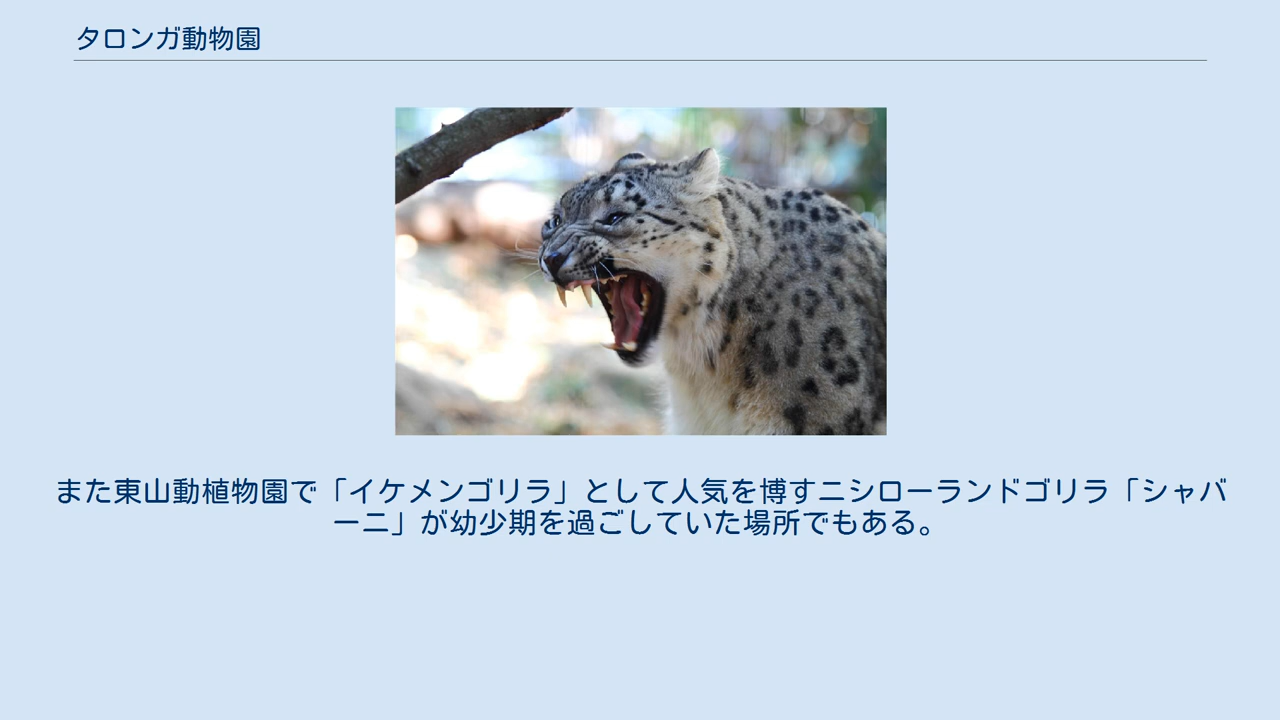 タロンガ動物園
また東山動植物園で「イケメンゴリラ」として人気を博すニシローランドゴリラ「シャバ
ーニ」が幼少期を過ごしていた場所でもある。